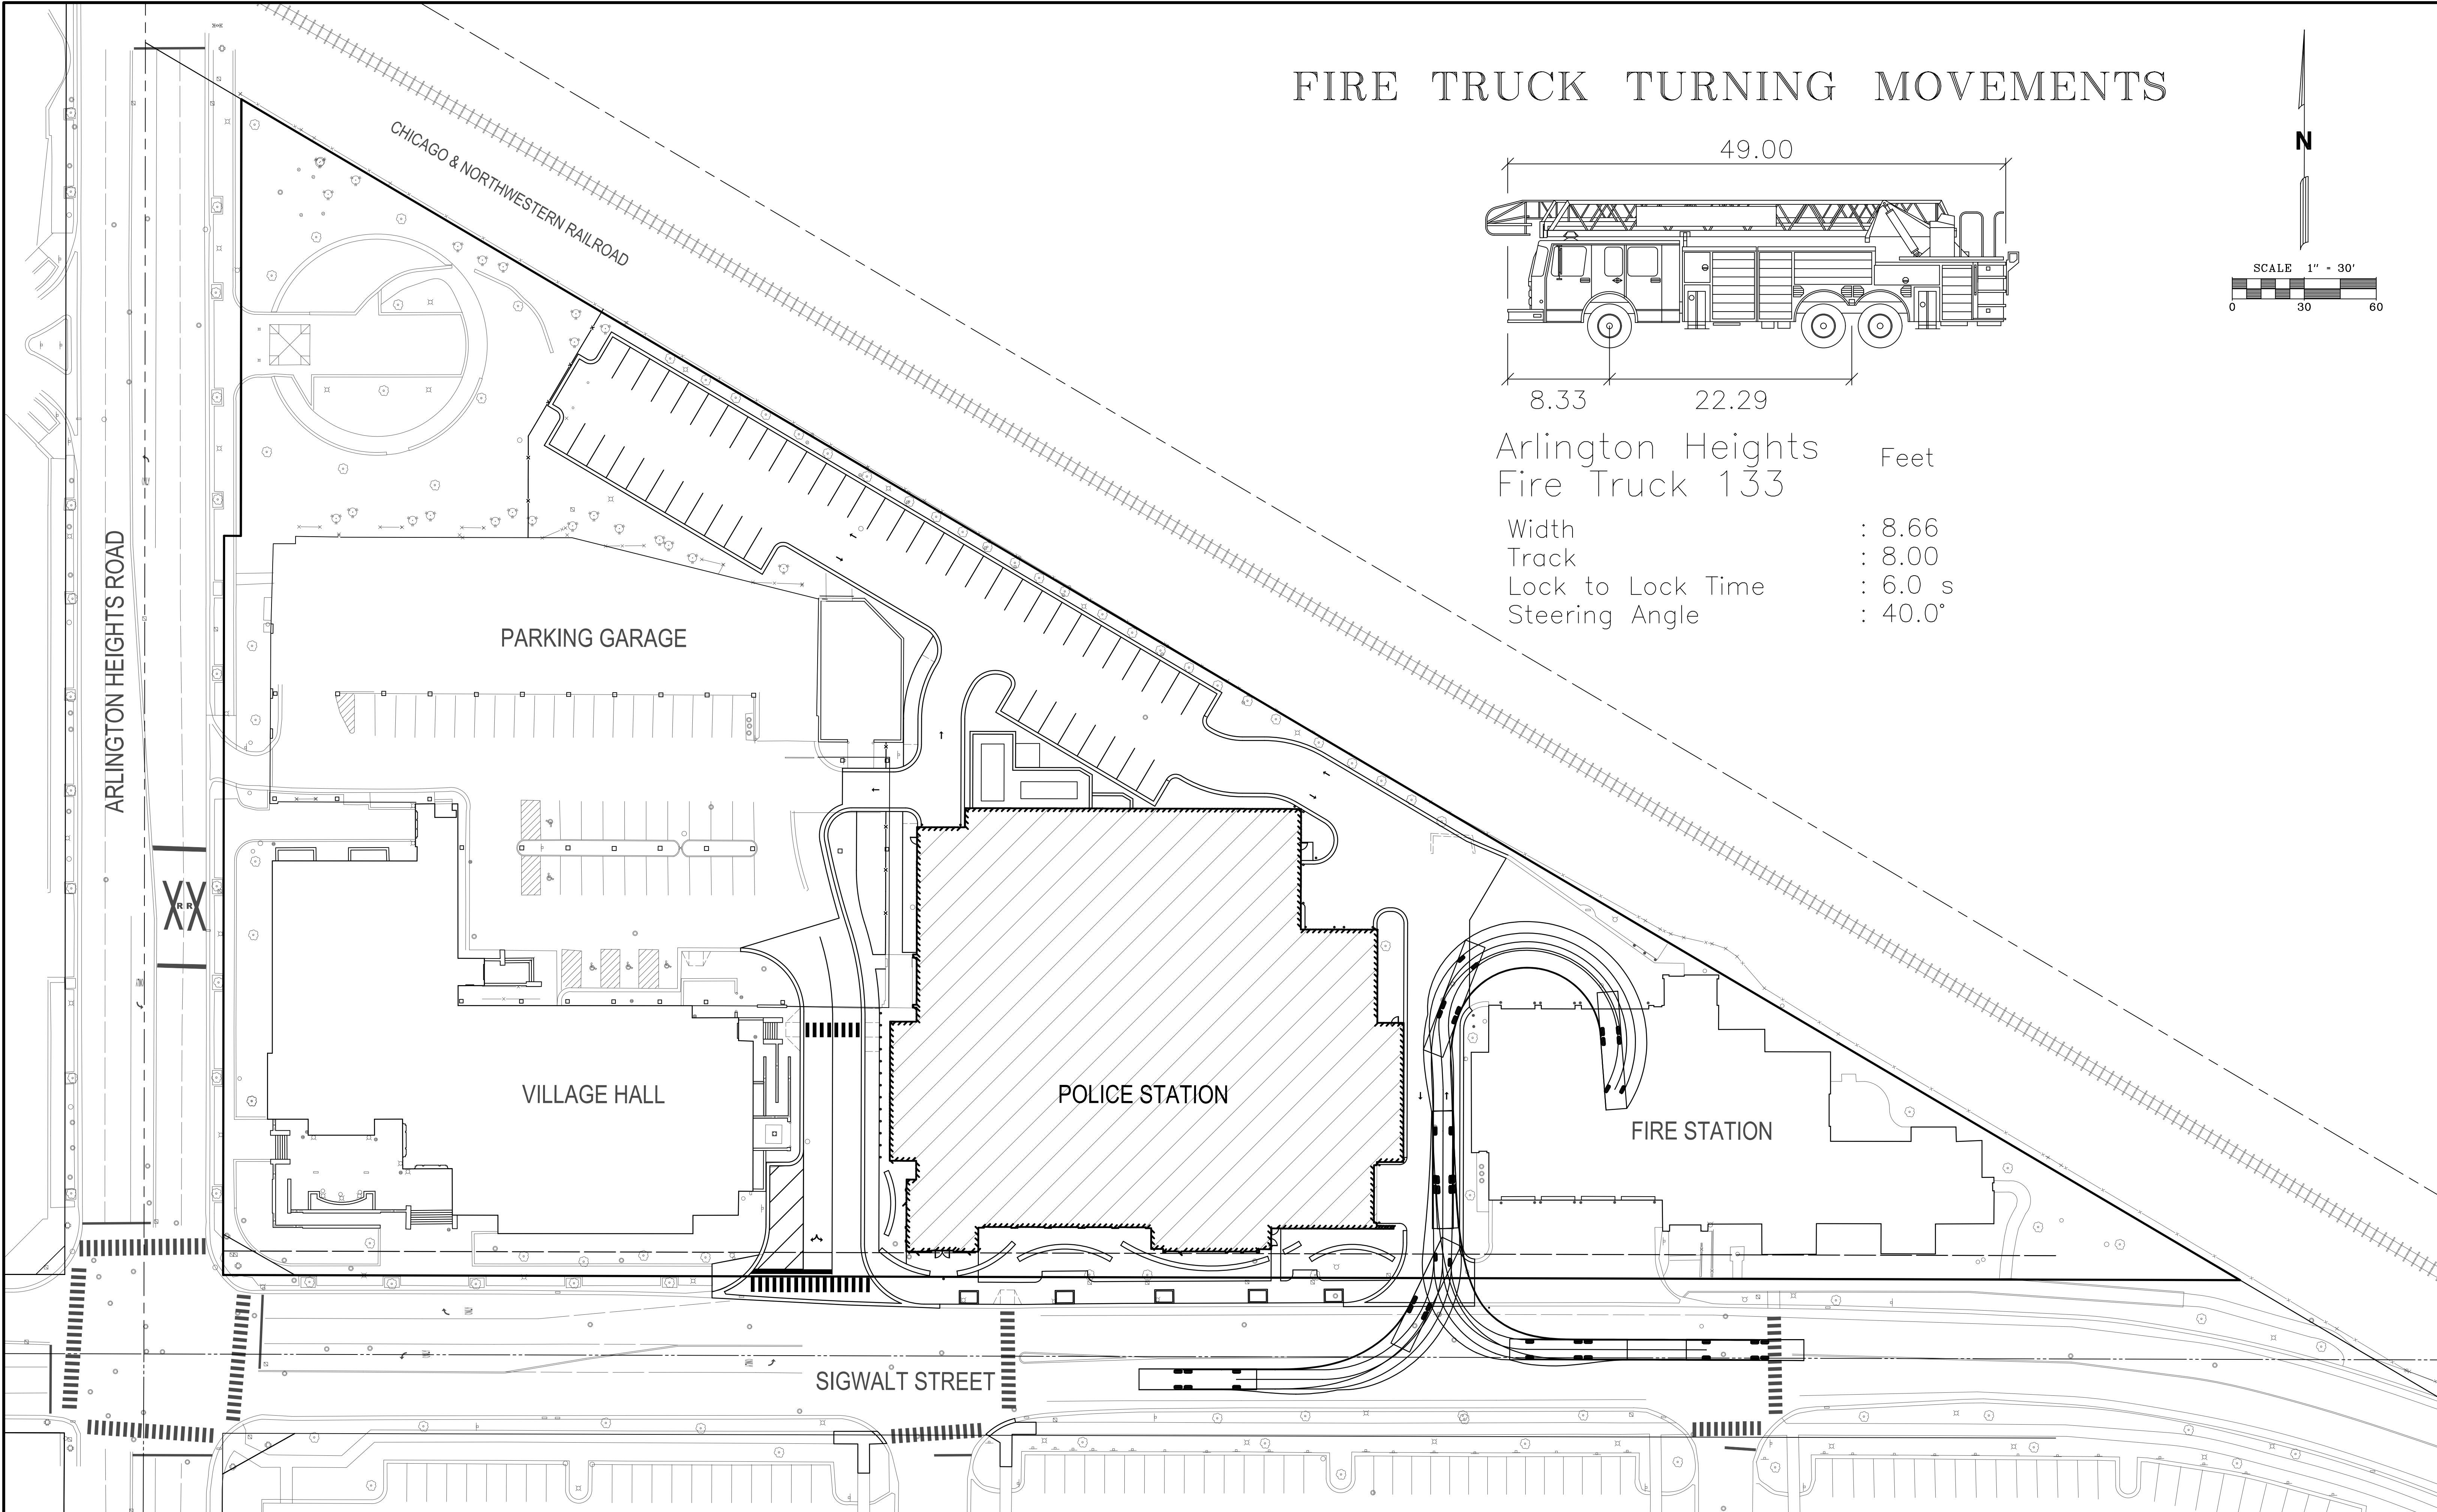 FIRE TRUCK TURNING MOVEMENTS
N
49.00
CHICAGO & NORTHWESTERN RAILROAD
SCALE 1" = 30'
0 30 60
8.33 22.29
Arlington Heights Feet
Fire Truck 133
Width : 8.66
Track : 8.00
Lock to Lock Time : 6.0 s
Steering Angle : 40.0°
ARLINGTON HEIGHTS ROAD
PARKING GARAGE
R R
VILLAGE HALL
POLICE STATION
FIRE STATION
SIGWALT STREET